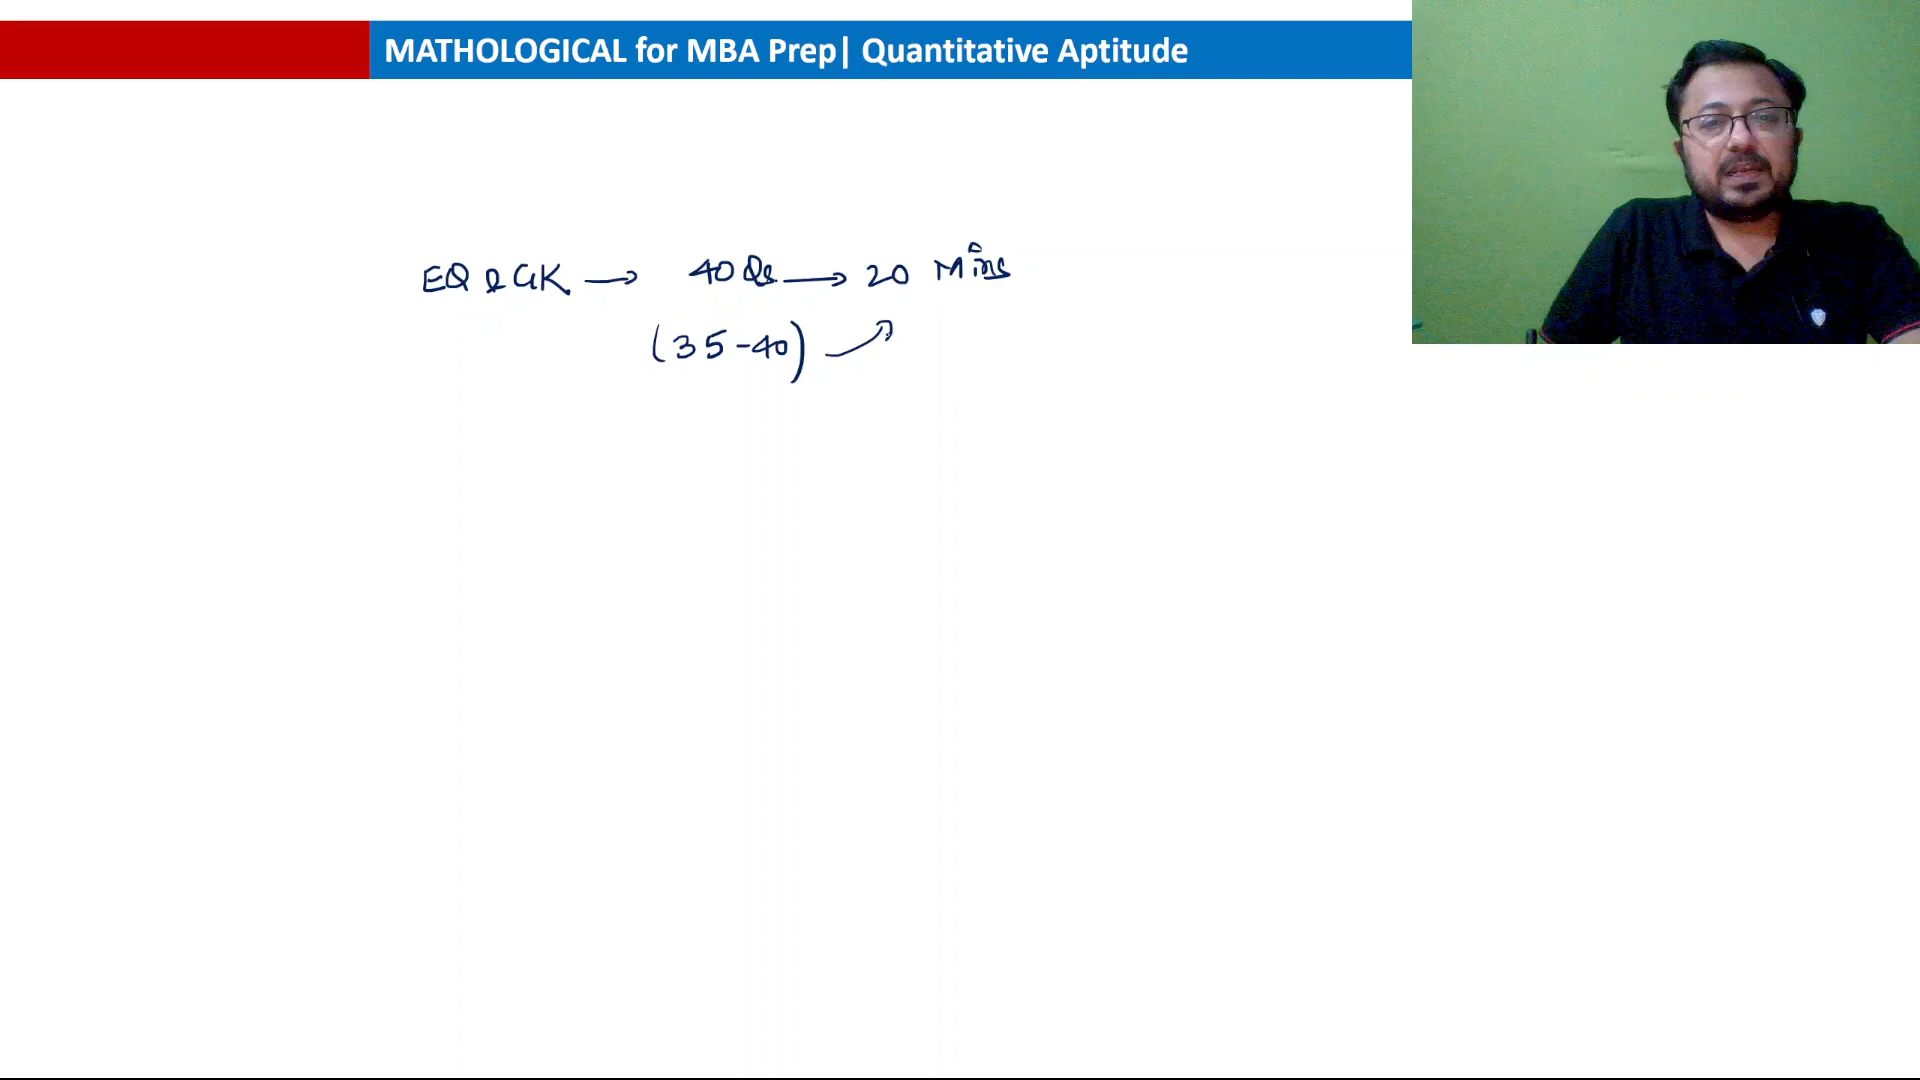 MATHOLOGICAL for MBA Prep| Quantitative Aptitude
EQ & GK → 40 Qs → 20 Mins
(35-40)